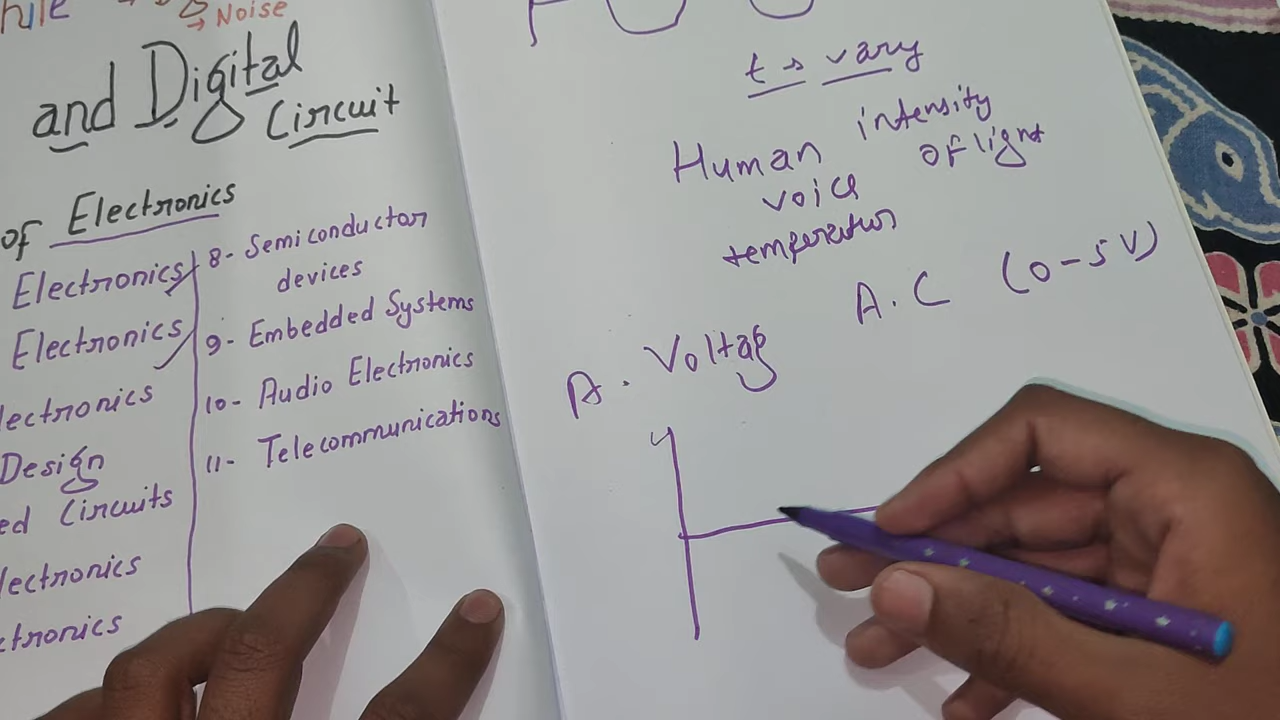 → Noise
and Digital
Circuit
of Electronics
Electronics
Electronics
lectronics
Design
ed Circuits
lectronics
ctronics
8- Semiconductor
devices
9- Embedded Systems
10- Audio Electronics
11- Telecommunications
t → vary
Human
voice
intensity
of light
temperature
A.C (0-5V)
A. Voltag